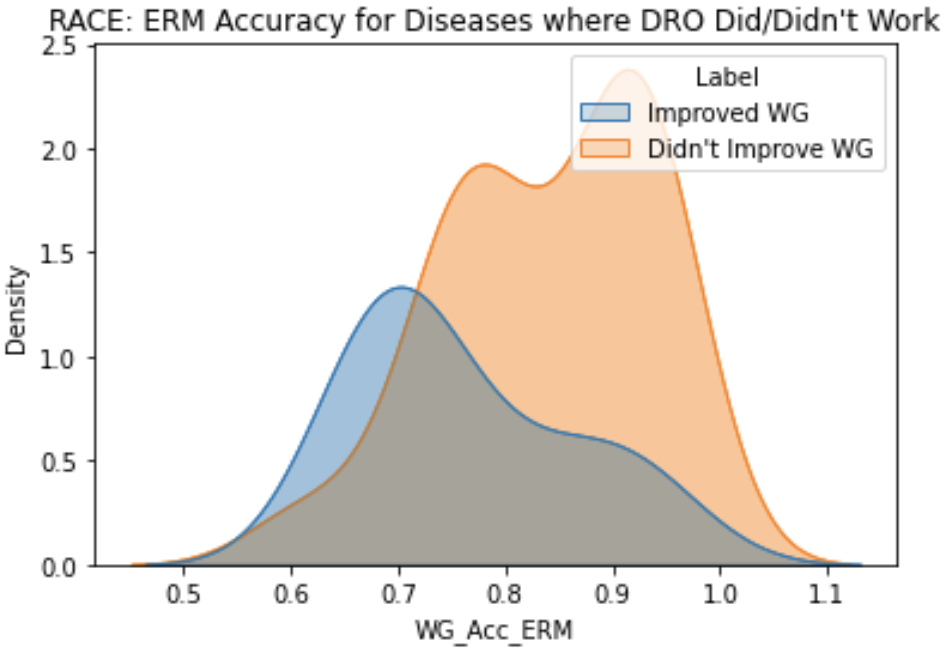 RACE: ERM Accuracy for Diseases where DRO Did/Didn't Work
2.5
2.0
1.5
1.0
0.5
0.0
Density
Label
Improved WG
Didn't Improve WG
0.5 0.6 0.7 0.8 0.9 1.0 1.1
WG_Acc_ERM